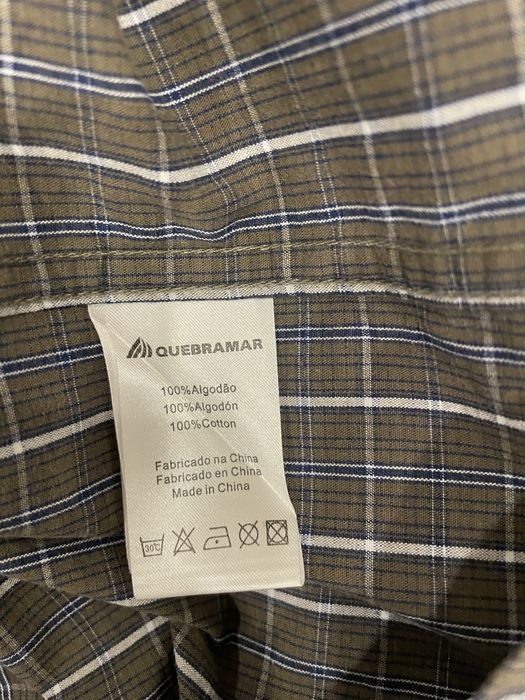 QUEBRAMAR
100%Algodão
100%Algodón
100%Cotton
Fabricado na China
Fabricado en China
Made in China
30°C